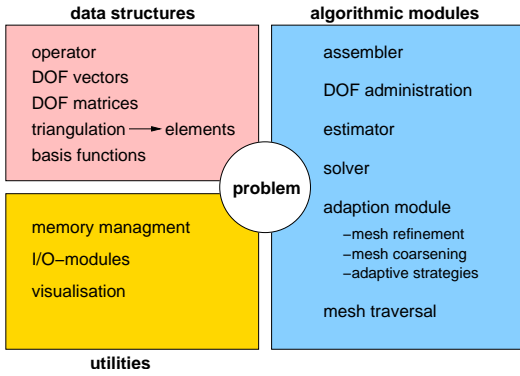 data structures
operator
DOF vectors
DOF matrices
triangulation → elements
basis functions
problem
memory managment
I/O−modules
visualisation
utilities
algorithmic modules
assembler
DOF administration
estimator
solver
adaption module
−mesh refinement
−mesh coarsening
−adaptive strategies
mesh traversal